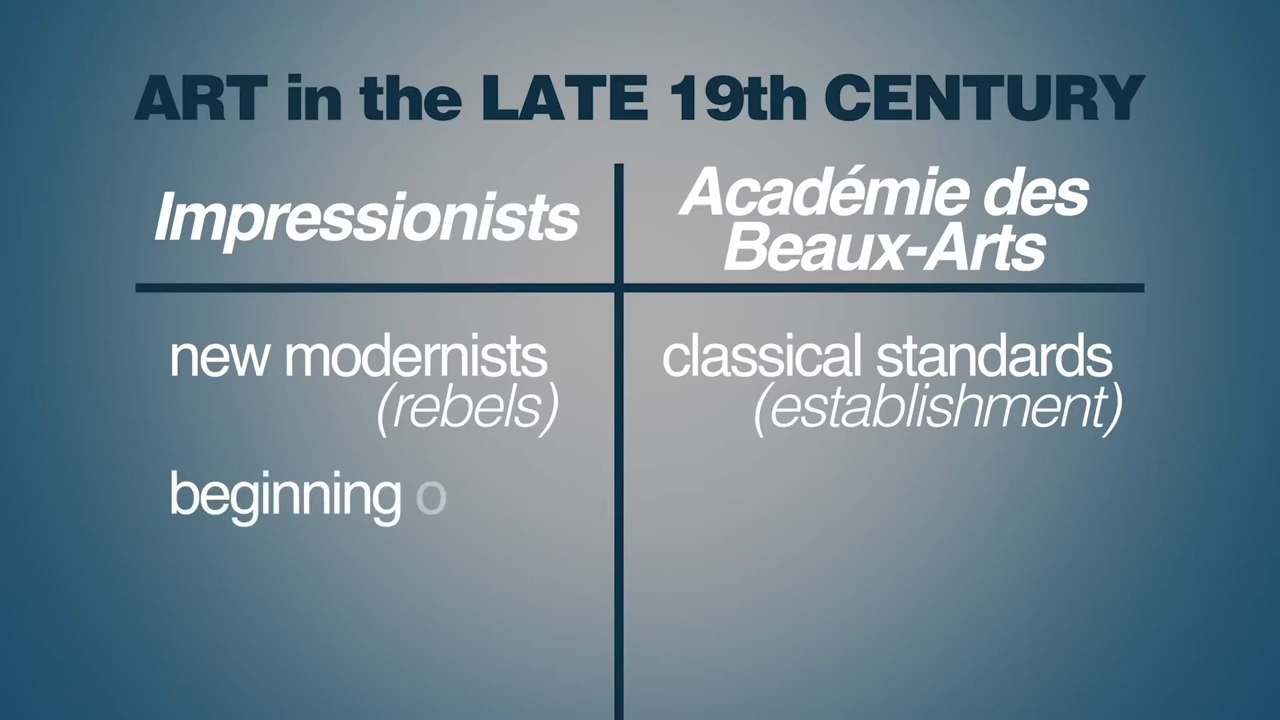 ART in the LATE 19th CENTURY
Impressionists
Académie des
Beaux-Arts
new modernists
(rebels)
classical standards
(establishment)
beginning o